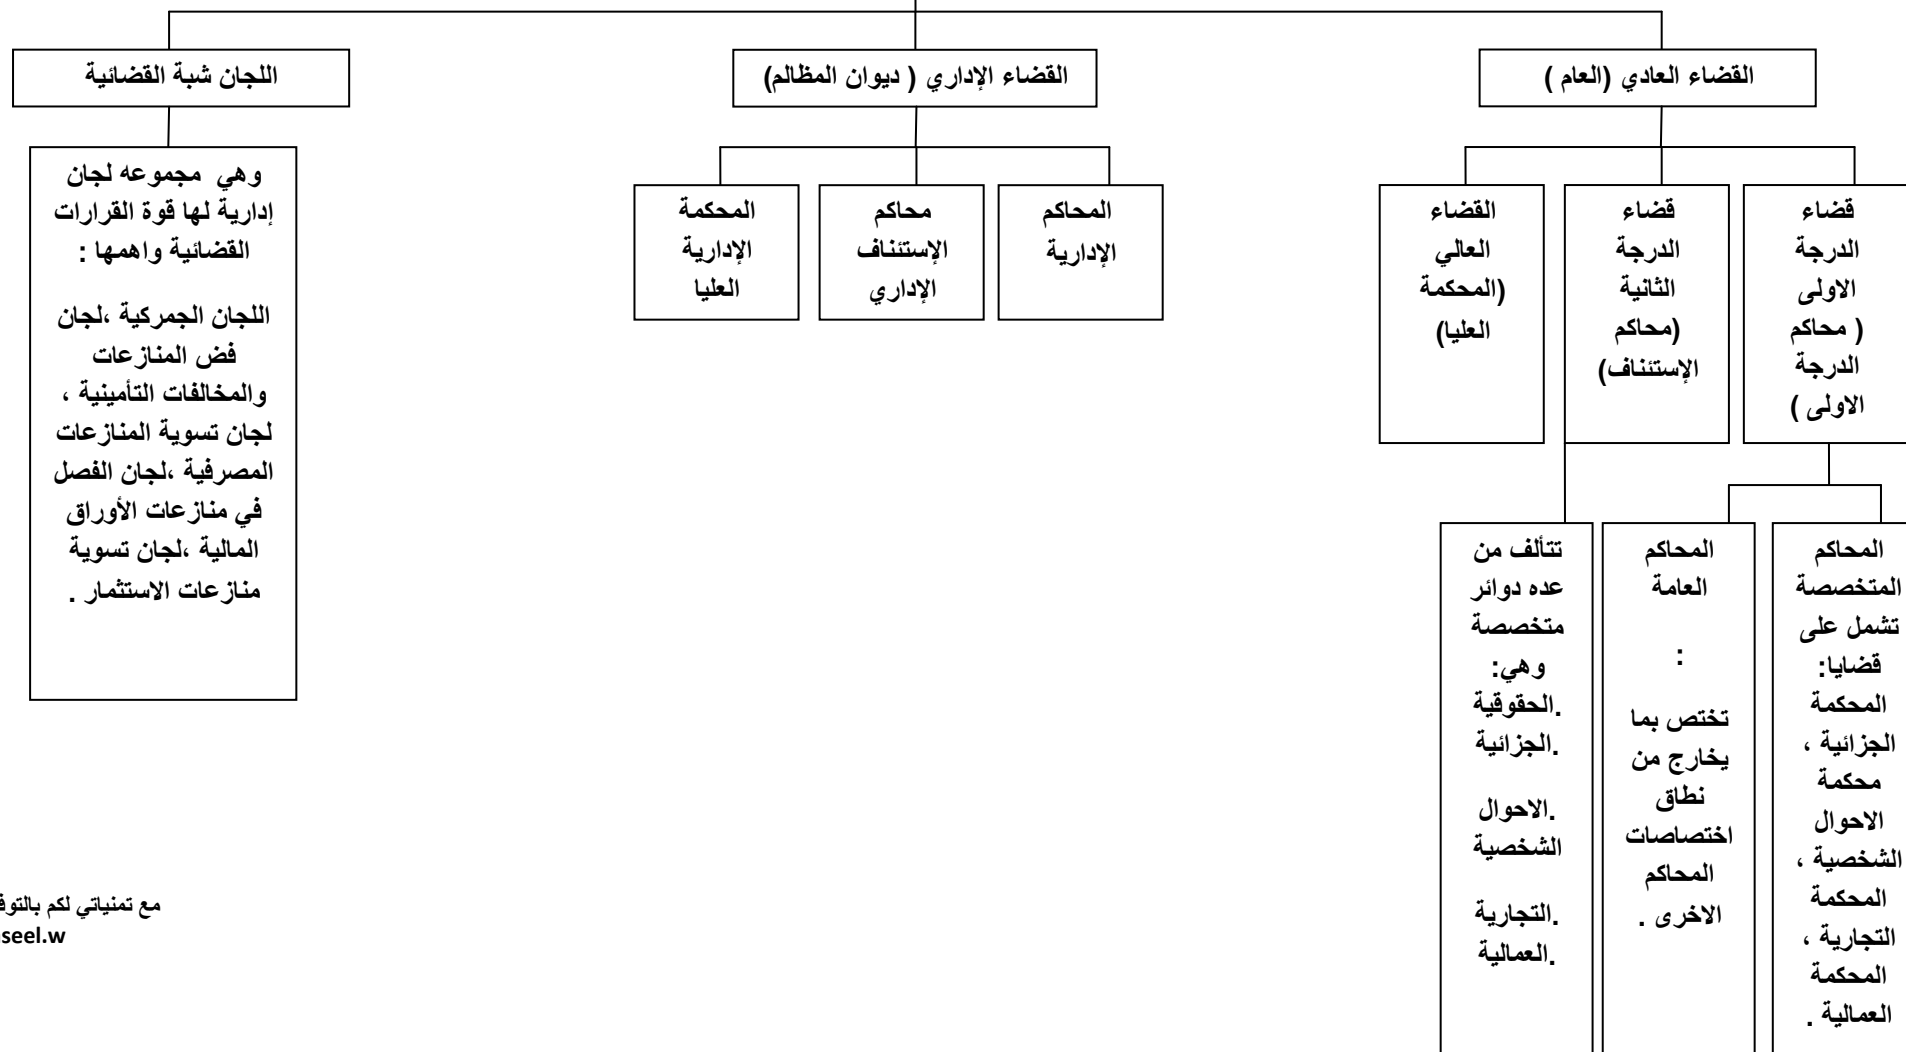 القضاء العادي (العام )
القضاء الإداري ( ديوان المظالم)
اللجان شبة القضائية
قضاء
الدرجة
الاولى
( محاكم
الدرجة
الاولى )
قضاء
الدرجة
الثانية
(محاكم
الإستئناف)
القضاء
العالي
(المحكمة
العليا)
المحاكم
الإدارية
محاكم
الإستئناف
الإداري
المحكمة
الإدارية
العليا
وهي مجموعه لجان
إدارية لها قوة القرارات
القضائية واهمها :
اللجان الجمركية ،لجان
فض المنازعات
والمخالفات التأمينية ،
لجان تسوية المنازعات
المصرفية ،لجان الفصل
في منازعات الأوراق
المالية ،لجان تسوية
منازعات الاستثمار .
المحاكم
المتخصصة
تشمل على
قضايا:
المحكمة
الجزائية ،
محكمة
الاحوال
الشخصية ،
المحكمة
التجارية ،
المحكمة
العمالية .
المحاكم
العامة
:
تختص بما
يخارج من
نطاق
اختصاصات
المحاكم
الاخرى .
تتألف من
عده دوائر
متخصصة
وهي:
.الحقوقية
.الجزائية
.الاحوال
الشخصية
.التجارية
.العمالية
مع تمنياتي لكم
seel.w